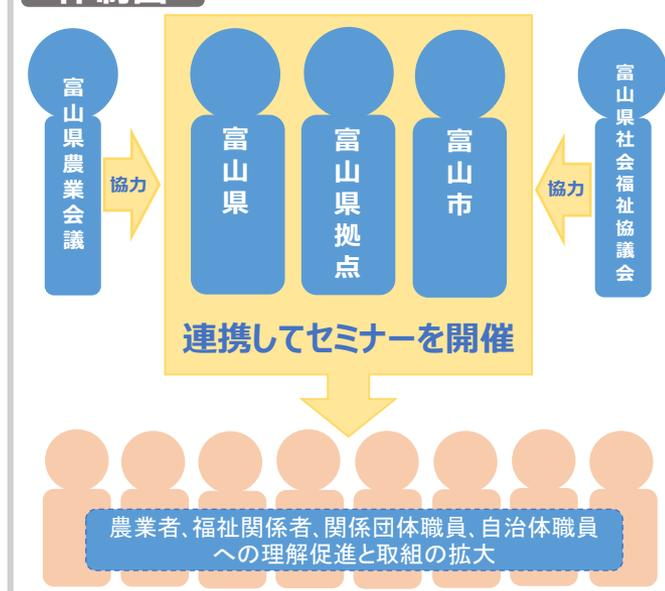 富山県農業会議
協力
富山県
富山県拠点
富山市
協力
富山県社会福祉協議会
連携してセミナーを開催
農業者、福祉関係者、関係団体職員、自治体職員
への理解促進と取組の拡大